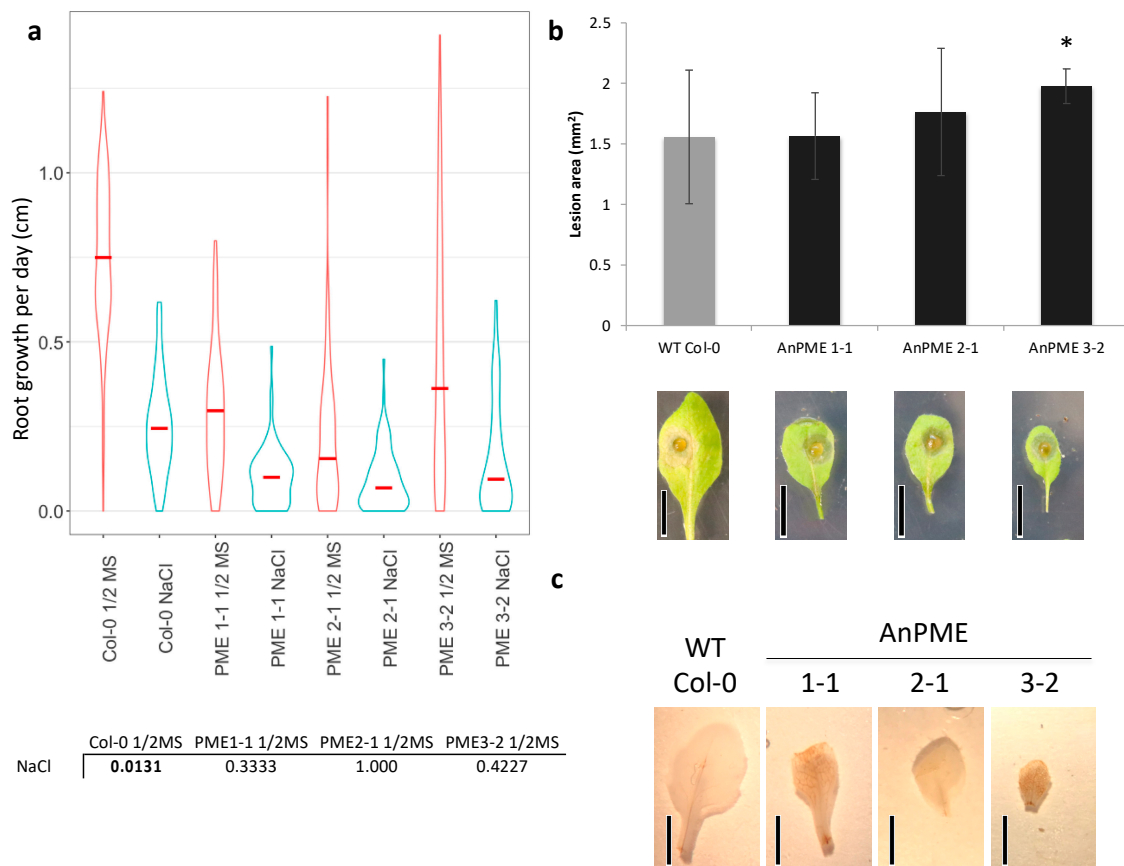 a
Root growth per day (cm)
1.0
0.5
0.0
Col-0 1/2 MS
Col-0 NaCl
PME 1-1 1/2 MS
PME 1-1 NaCl
PME 2-1 1/2 MS
PME 2-1 NaCl
PME 3-2 1/2 MS
PME 3-2 NaCl
Col-0 1/2MS PME1-1 1/2MS PME2-1 1/2MS PME3-2 1/2MS
NaCl 0.0131 0.3333 1.000 0.4227
b
Lesion area (mm²)
2.5
2
1.5
1
0.5
0
*
WT Col-0 AnPME 1-1 AnPME 2-1 AnPME 3-2
c
WT
Col-0
AnPME
1-1 2-1 3-2